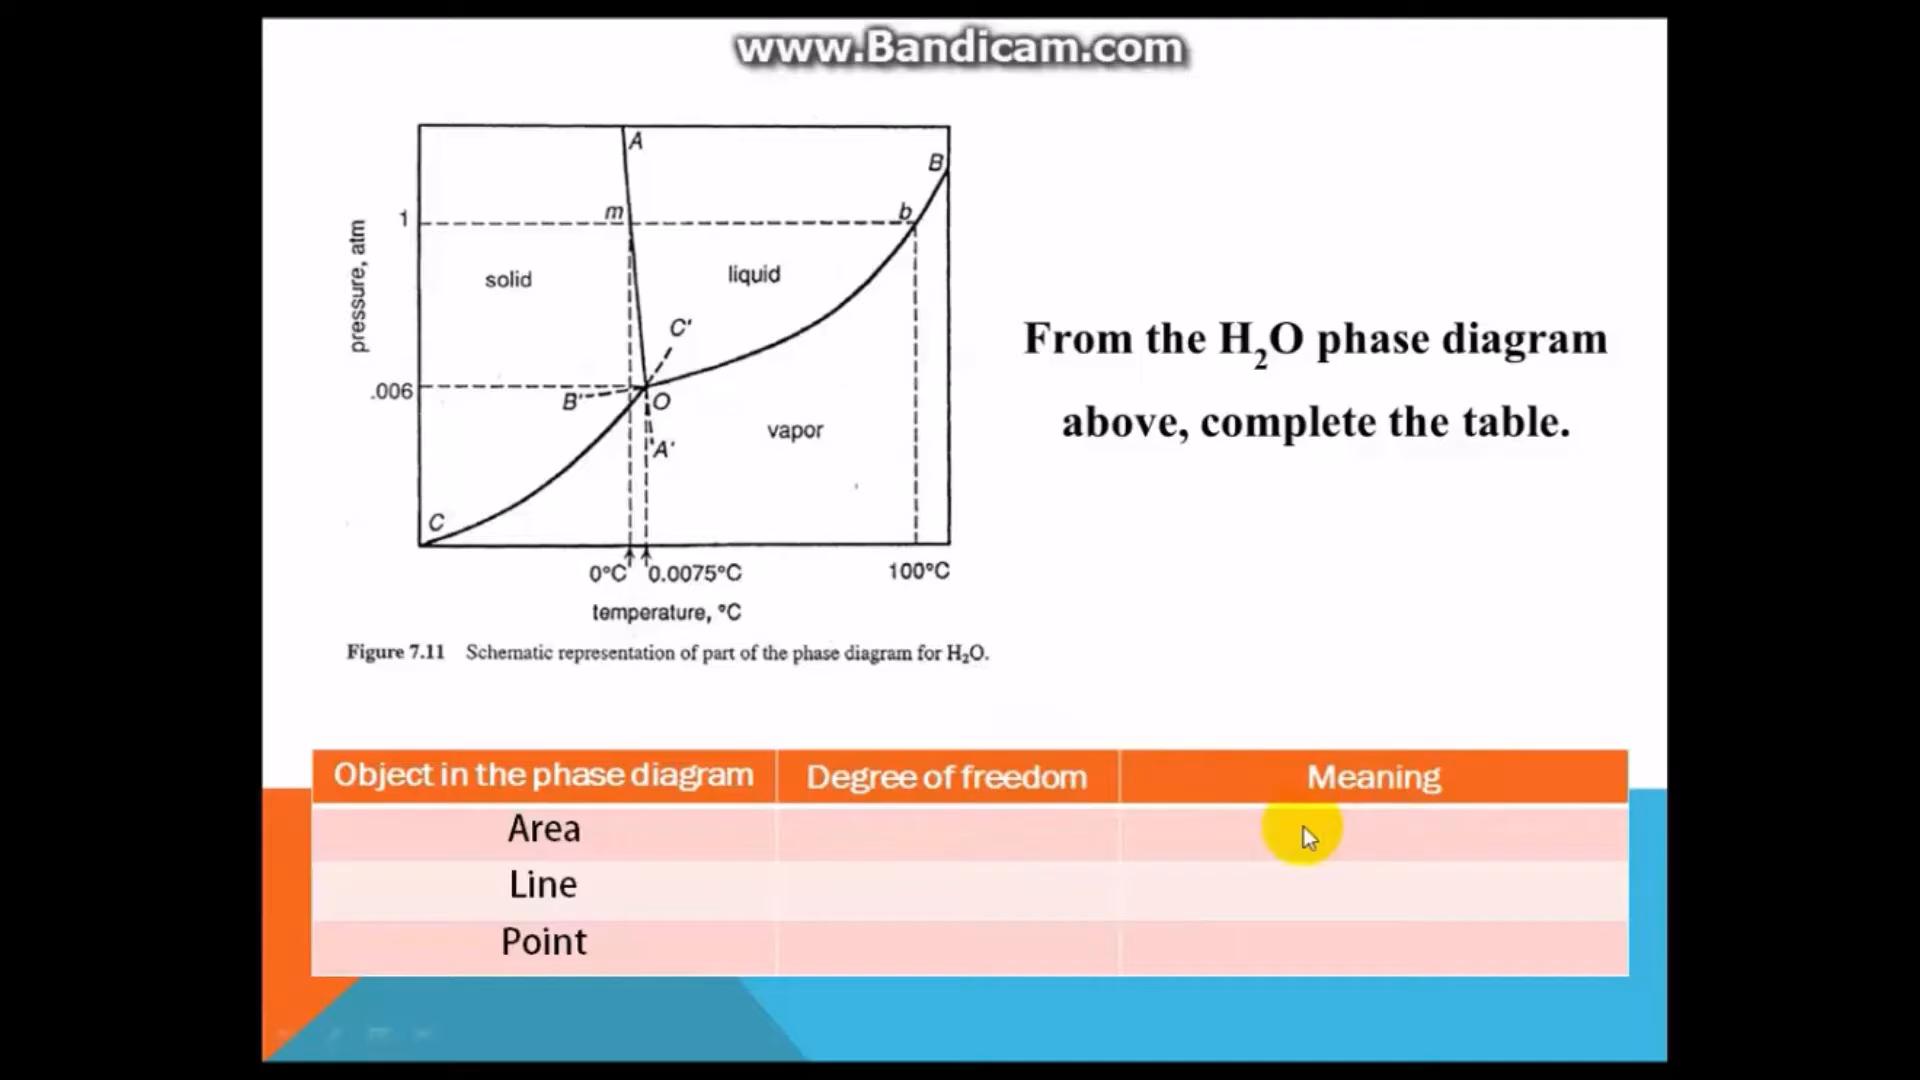 www.Bandicam.com
A
B
m
b
1
pressure, atm
solid
liquid
C'
.006
B'
O
A'
vapor
C
0°C
0.0075°C
100°C
temperature, °C
Figure 7.11 Schematic representation of part of the phase diagram for H₂O.
From the H₂O phase diagram
above, complete the table.
Object in the phase diagram Degree of freedom Meaning
Area
Line
Point